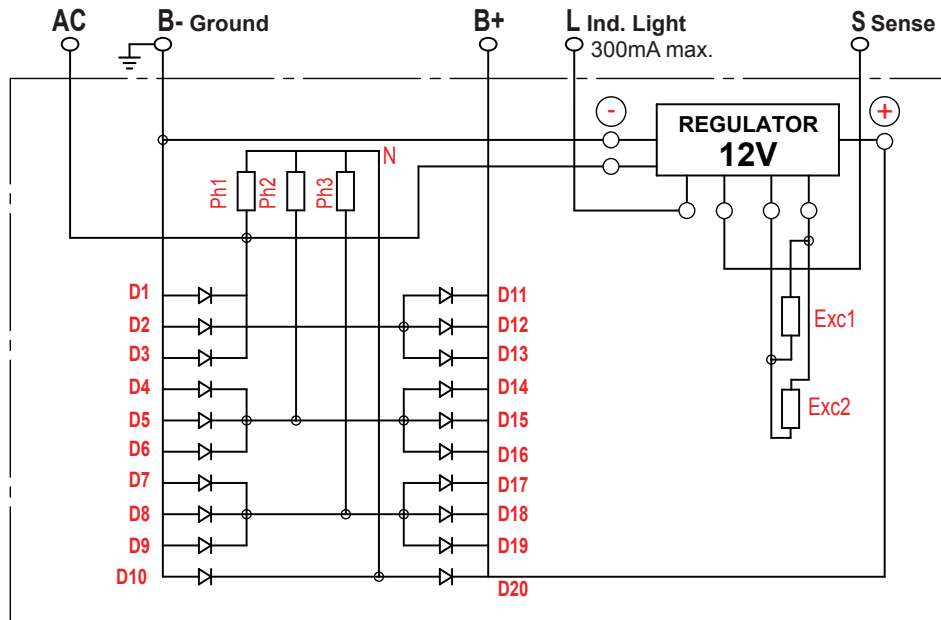 AC
B- Ground
B+
L Ind. Light
300mA max.
S Sense
-
+
REGULATOR
12V
N
Ph1
Ph2
Ph3
D1
D11
D2
D12
D3
D13
Exc1
D4
D14
Exc2
D5
D15
D6
D16
D7
D17
D8
D18
D9
D19
D10
D20